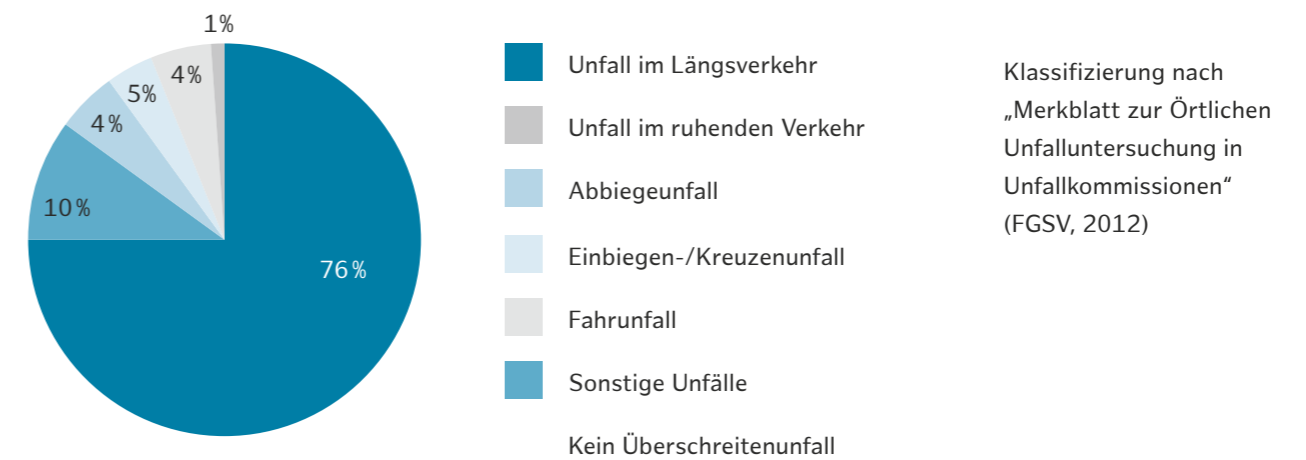 1%
4%
5%
4%
10%
76%
Unfall im Längsverkehr
Unfall im ruhenden Verkehr
Abbiegeunfall
Einbiegen-/Kreuzenunfall
Fahrunfall
Sonstige Unfälle
Kein Überschreitenunfall
Klassifizierung nach
„Merkblatt zur Örtlichen
Unfalluntersuchung in
Unfallkommissionen“
(FGSV, 2012)